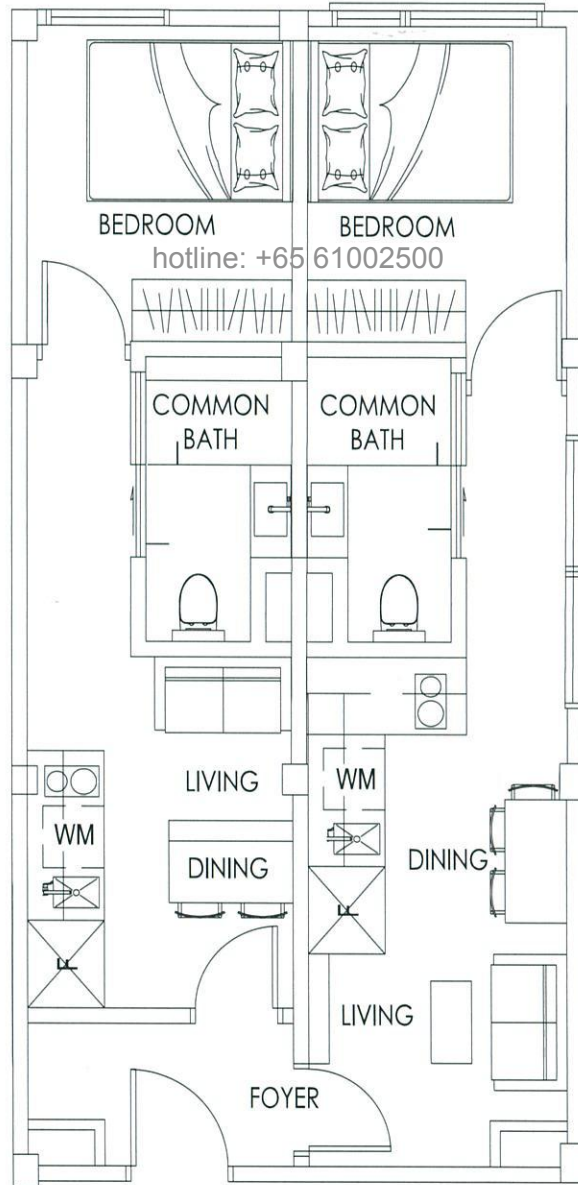 BEDROOM
BEDROOM
hotline: +65 61002500
COMMON
BATH
COMMON
BATH
LIVING
WM
WM
DINING
DINING
LIVING
FOYER